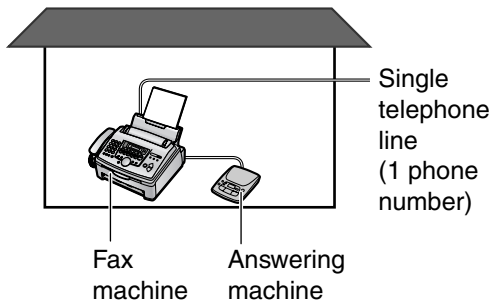 Single
telephone
line
(1 phone
number)
Fax
machine
Answering
machine